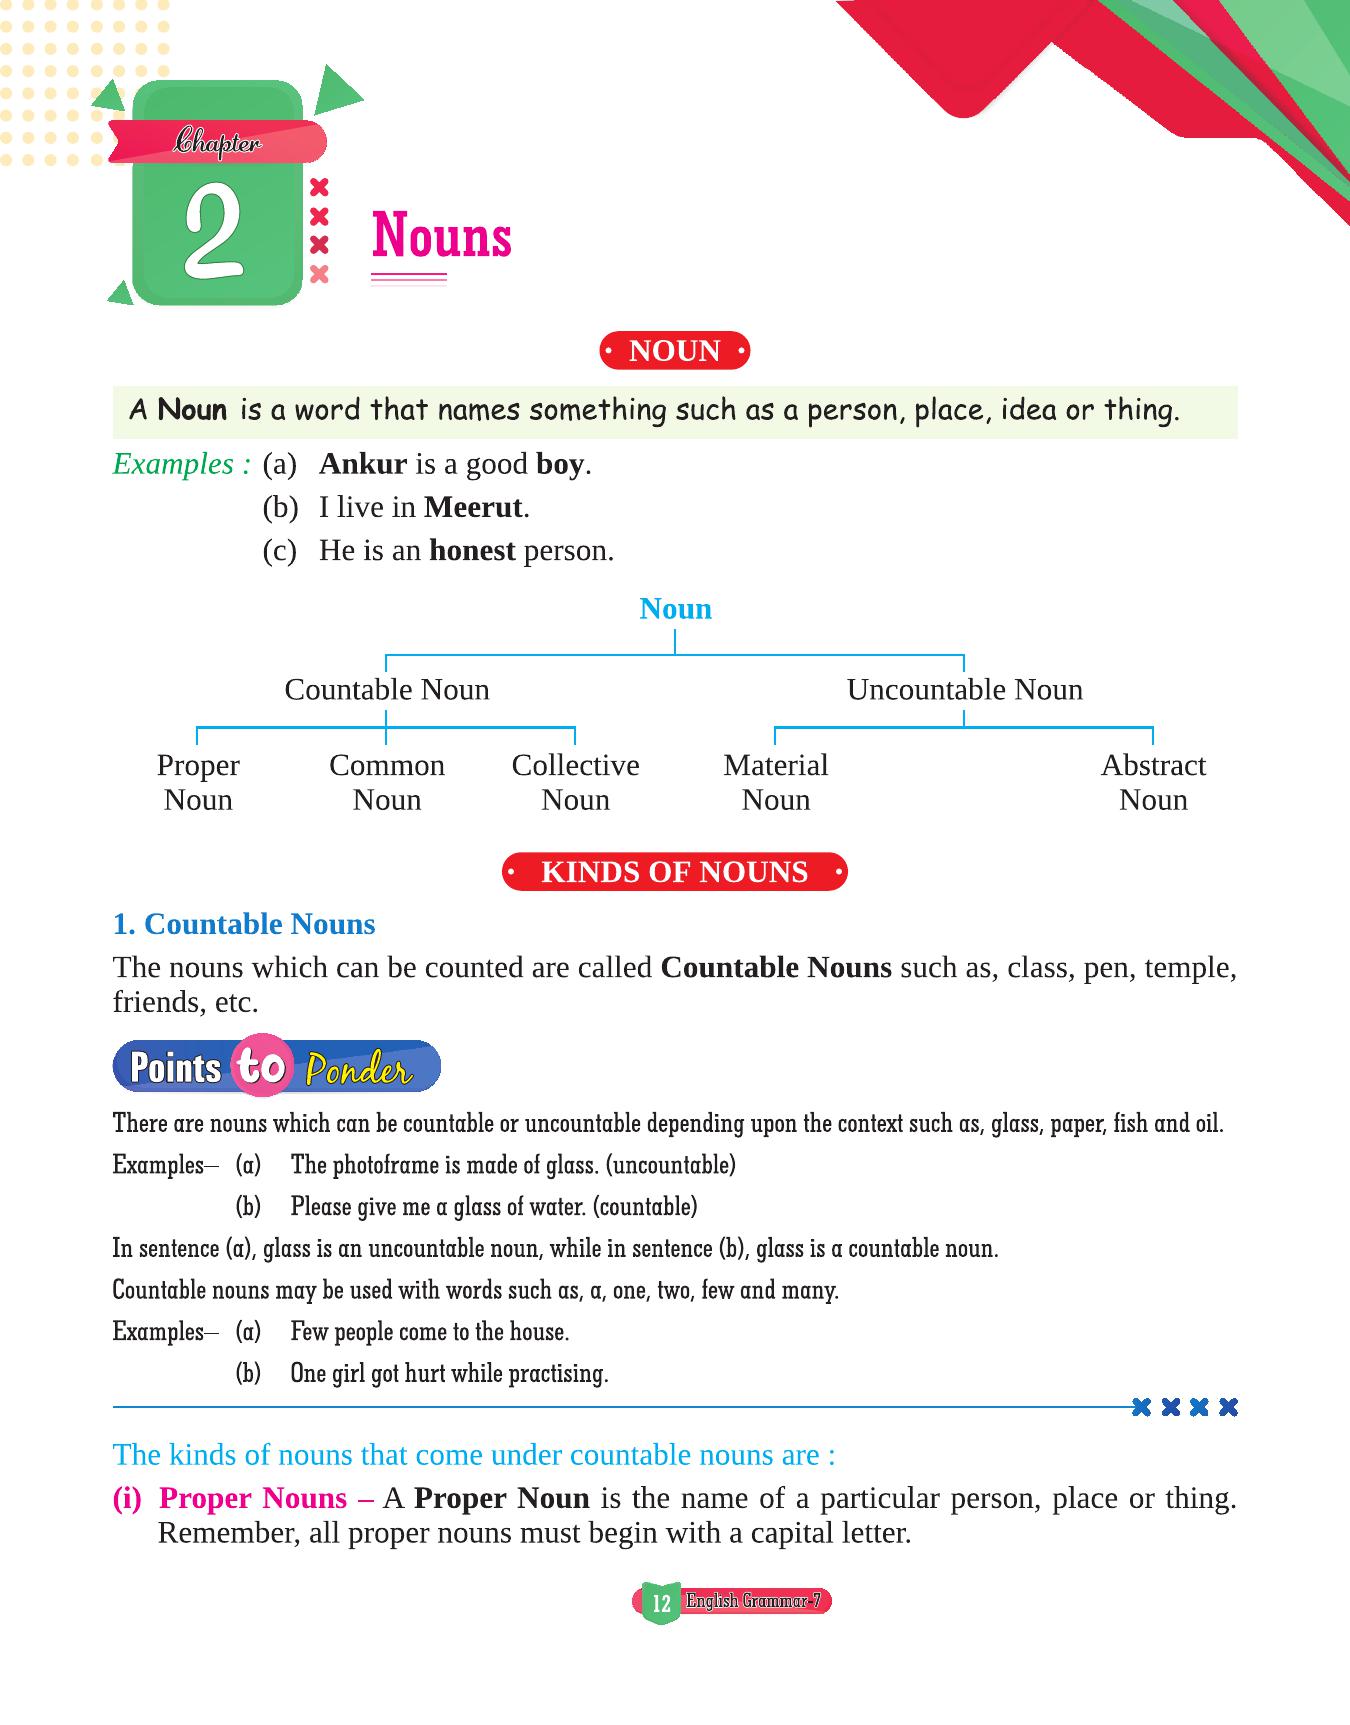 Chapter
2
Nouns
NOUN
A Noun is a word that names something such as a person, place, idea or thing.
Examples : (a) Ankur is a good boy.
(b) I live in Meerut.
(c) He is an honest person.
Noun
Countable Noun Uncountable Noun
Proper Common Collective Material Abstract
Noun Noun Noun Noun Noun
KINDS OF NOUNS
1. Countable Nouns
The nouns which can be counted are called Countable Nouns such as, class, pen, temple,
friends, etc.
Points to Ponder
There are nouns which can be countable or uncountable depending upon the context such as, glass, paper, fish and oil.
Examples– (a) The photoframe is made of glass. (uncountable)
(b) Please give me a glass of water. (countable)
In sentence (a), glass is an uncountable noun, while in sentence (b), glass is a countable noun.
Countable nouns may be used with words such as, a, one, two, few and many.
Examples– (a) Few people come to the house.
(b) One girl got hurt while practising.
The kinds of nouns that come under countable nouns are :
(i) Proper Nouns – A Proper Noun is the name of a particular person, place or thing.
Remember, all proper nouns must begin with a capital letter.
12 English Grammar-7